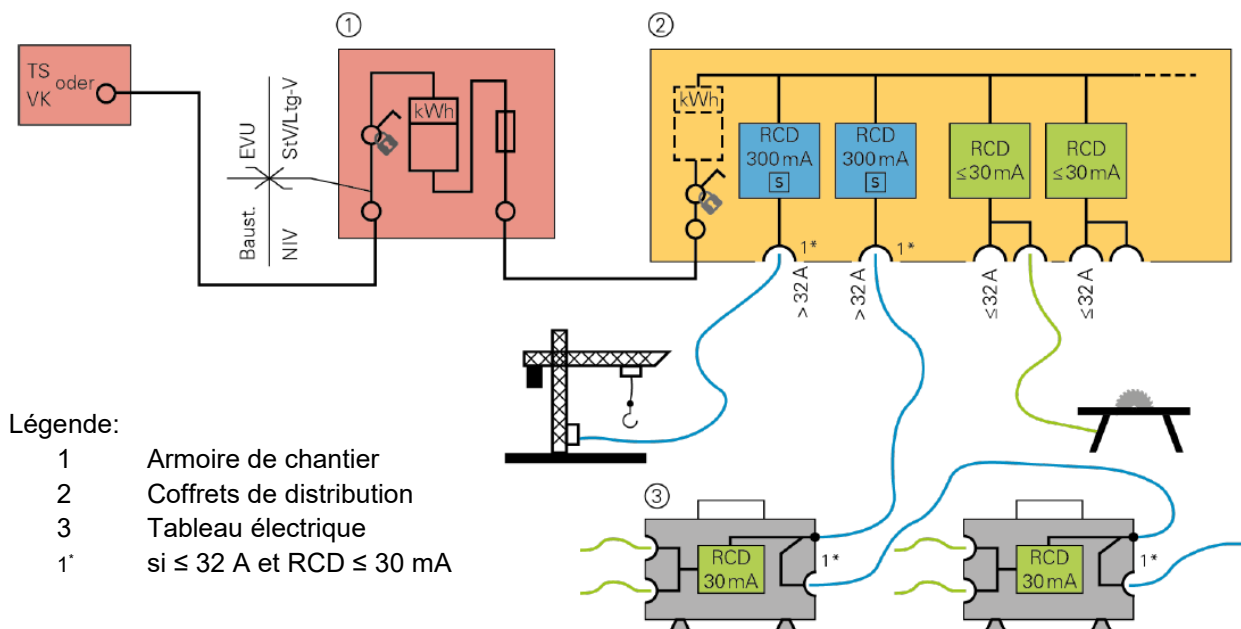 ①
②
TS
VK
oder
EVU
StV/Ltg-V
Baust.
NIV
kWh
kWh
RCD
300 mA
S
RCD
300 mA
S
RCD
≤ 30 mA
RCD
≤ 30 mA
1*
1*
> 32 A
> 32 A
≤ 32 A
≤ 32 A
Légende:
1 Armoire de chantier
2 Coffrets de distribution
3 Tableau électrique
1* si ≤ 32 A et RCD ≤ 30 mA
③
RCD
30 mA
1*
RCD
30 mA
1*